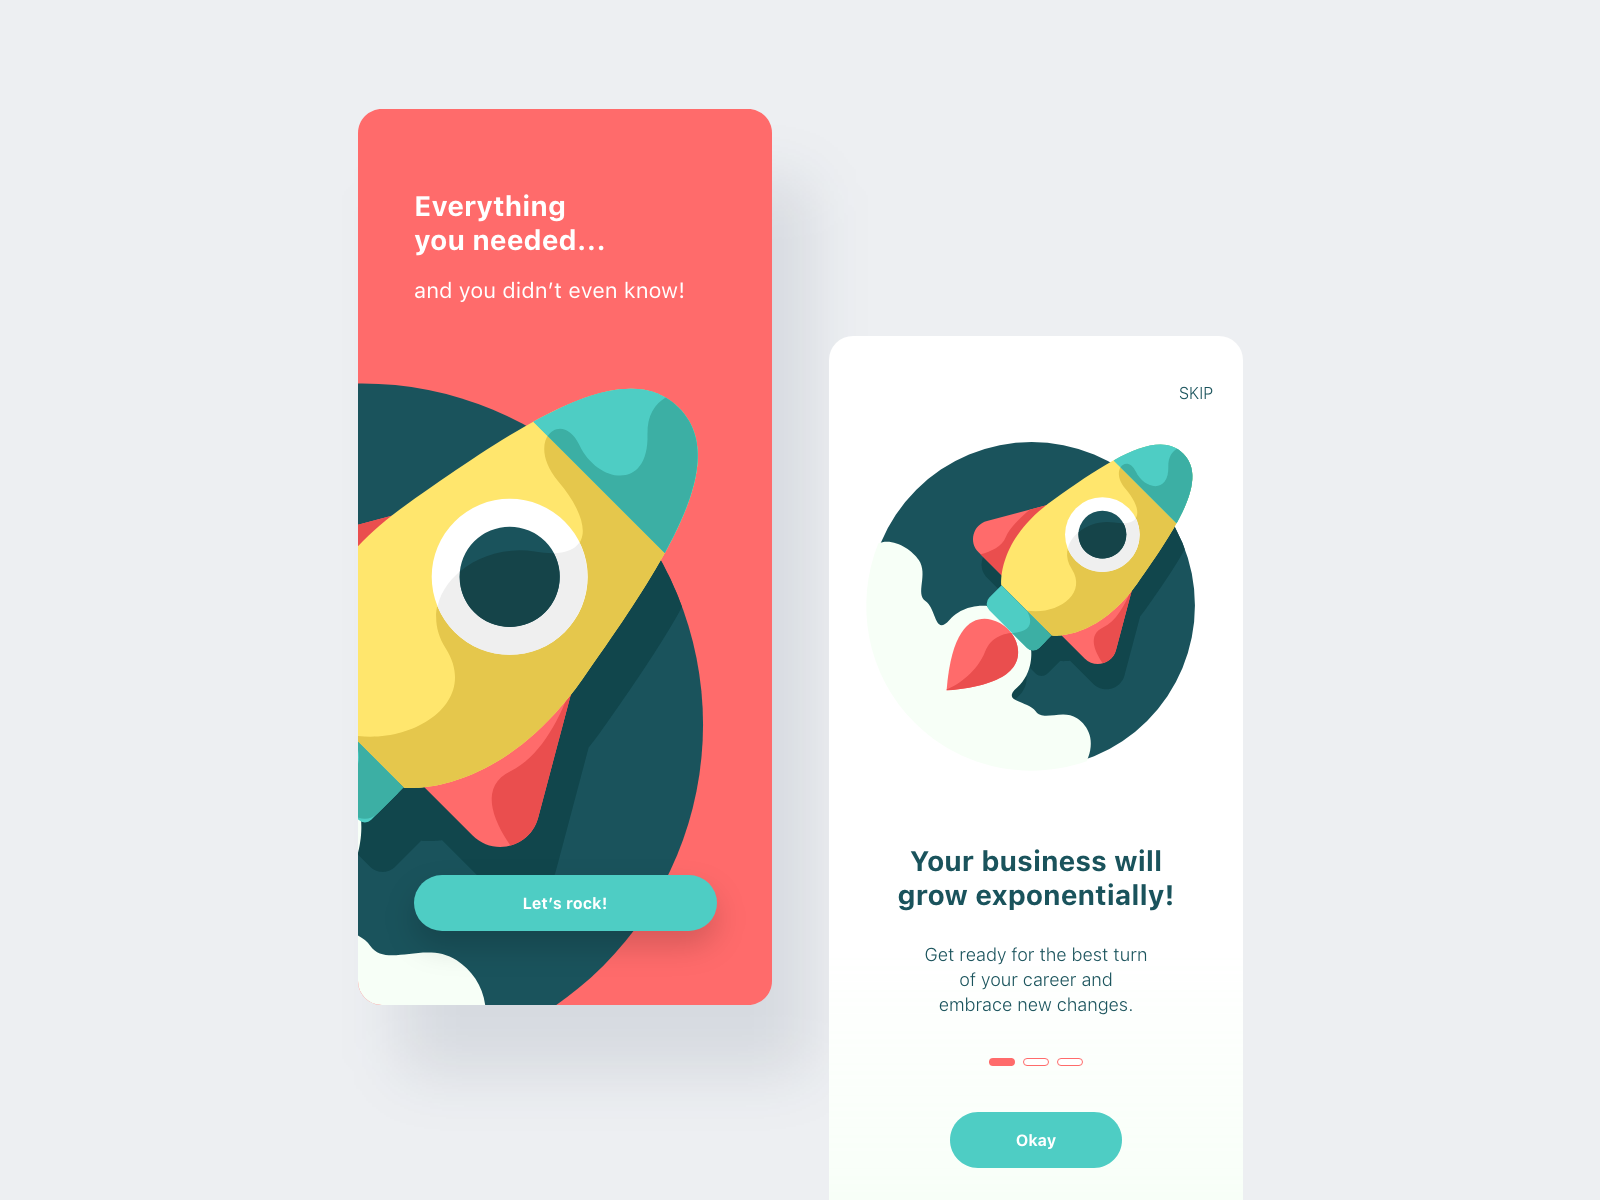 Everything
you needed...
and you didn’t even know!
Let’s rock!
SKIP
Your business will
grow exponentially!
Get ready for the best turn
of your career and
embrace new changes.
Okay